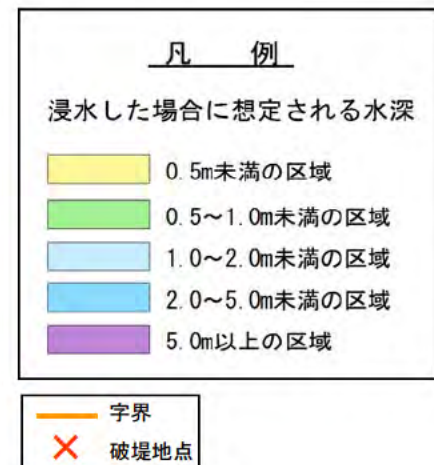 凡　例
浸水した場合に想定される水深
0.5m未満の区域
0.5～1.0m未満の区域
1.0～2.0m未満の区域
2.0～5.0m未満の区域
5.0m以上の区域
字界
破堤地点